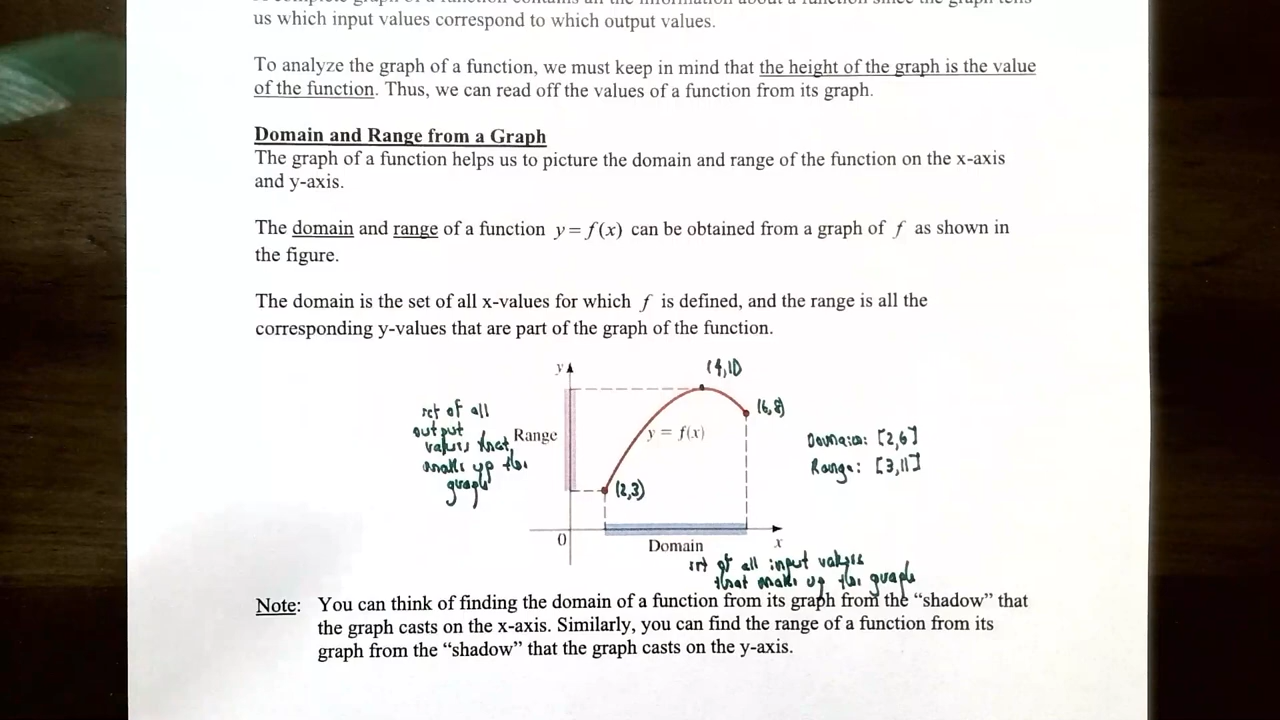 us which input values correspond to which output values.
To analyze the graph of a function, we must keep in mind that the height of the graph is the value
of the function. Thus, we can read off the values of a function from its graph.
Domain and Range from a Graph
The graph of a function helps us to picture the domain and range of the function on the x-axis
and y-axis.
The domain and range of a function y = f(x) can be obtained from a graph of f as shown in
the figure.
The domain is the set of all x-values for which f is defined, and the range is all the
corresponding y-values that are part of the graph of the function.
y
(4,11)
(6,8)
set of all
output
values that
makes up the
graph
Range
y = f(x)
Domain: [2,6]
Range: [3,11]
(2,3)
0
Domain
x
set of all input values
that makes up the graph
Note: You can think of finding the domain of a function from its graph from the “shadow” that
the graph casts on the x-axis. Similarly, you can find the range of a function from its
graph from the “shadow” that the graph casts on the y-axis.